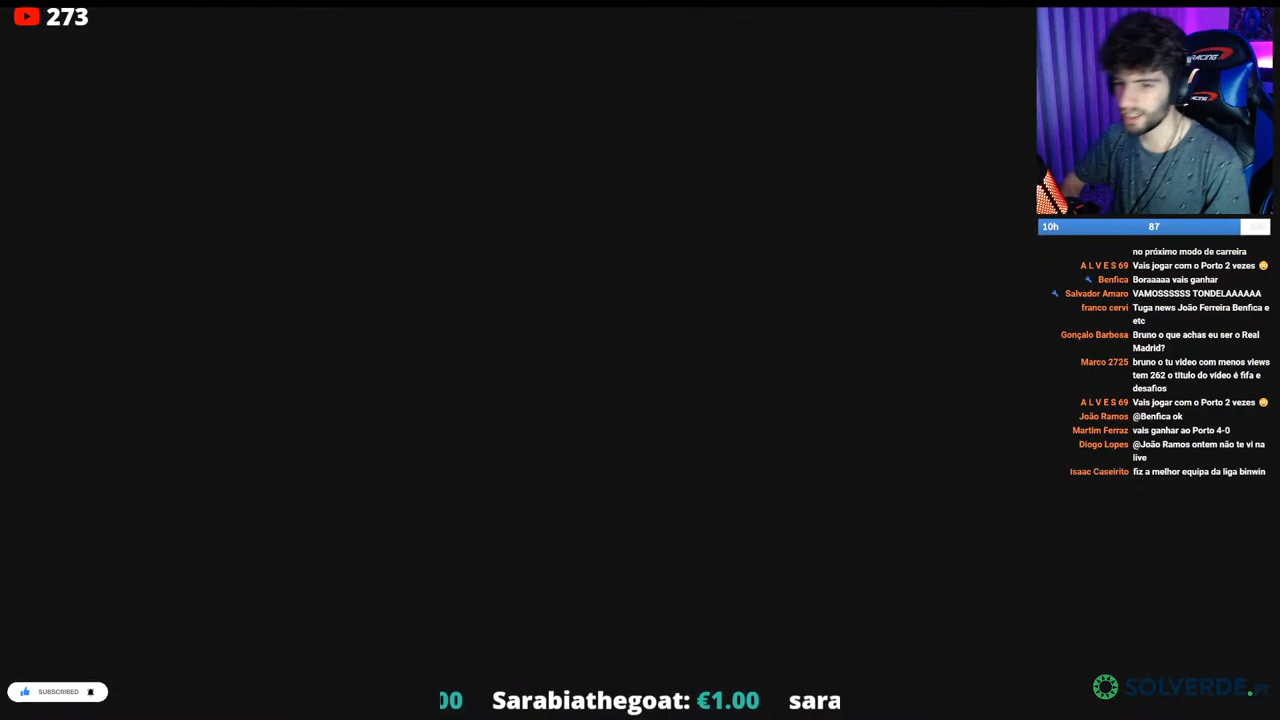 273
RACING
RACING
10h 87
no próximo modo de carreira
A L V E S 69 Vais jogar com o Porto 2 vezes 😳
Benfica Boraaaaa vais ganhar
Salvador Amaro VAMOSSSSSS TONDELAAAAAA
franco cervi Tuga news João Ferreira Benfica e
etc
Gonçalo Barbosa Bruno o que achas eu ser o Real
Madrid?
Marco 2725 bruno o tu video com menos views
tem 262 o titulo do vídeo é fifa e
desafios
A L V E S 69 Vais jogar com o Porto 2 vezes 😳
João Ramos @Benfica ok
Martim Ferraz vais ganhar ao Porto 4-0
Diogo Lopes @João Ramos ontem não te vi na
live
Isaac Caseirito fiz a melhor equipa da liga binwin
SUBSCRIBED
00 Sarabiathegoat: €1.00 sara
SOLVERDE.PT